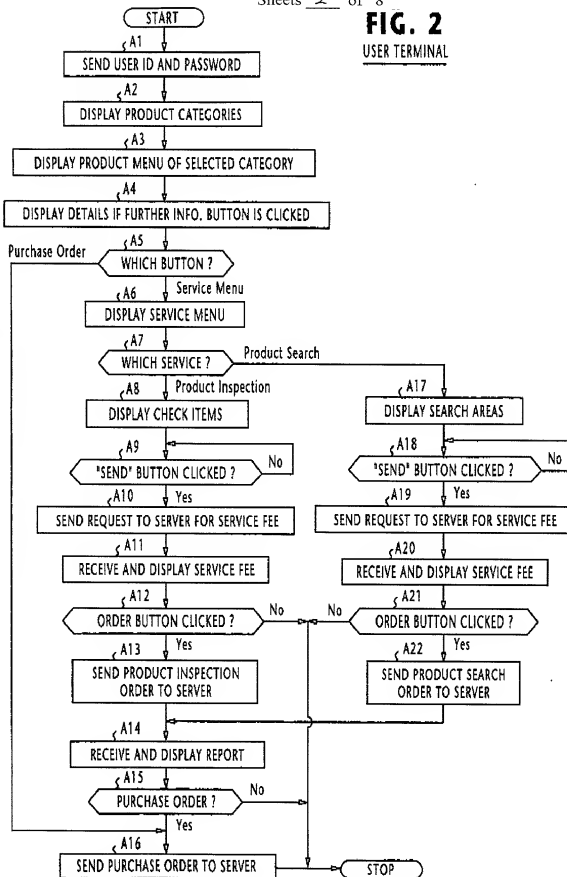 Sheets 2 of 8
FIG. 2
USER TERMINAL
START
A1
SEND USER ID AND PASSWORD
A2
DISPLAY PRODUCT CATEGORIES
A3
DISPLAY PRODUCT MENU OF SELECTED CATEGORY
A4
DISPLAY DETAILS IF FURTHER INFO. BUTTON IS CLICKED
A5
Purchase Order
WHICH BUTTON ?
Service Menu
A6
DISPLAY SERVICE MENU
A7
WHICH SERVICE ?
Product Search
Product Inspection
A8
DISPLAY CHECK ITEMS
A9
"SEND" BUTTON CLICKED ?
No
Yes
A10
SEND REQUEST TO SERVER FOR SERVICE FEE
A11
RECEIVE AND DISPLAY SERVICE FEE
A12
ORDER BUTTON CLICKED ?
No
Yes
A13
SEND PRODUCT INSPECTION
ORDER TO SERVER
A17
DISPLAY SEARCH AREAS
A18
"SEND" BUTTON CLICKED ?
No
Yes
A19
SEND REQUEST TO SERVER FOR SERVICE FEE
A20
RECEIVE AND DISPLAY SERVICE FEE
A21
No
ORDER BUTTON CLICKED ?
Yes
A22
SEND PRODUCT SEARCH
ORDER TO SERVER
A14
RECEIVE AND DISPLAY REPORT
A15
PURCHASE ORDER ?
No
Yes
A16
SEND PURCHASE ORDER TO SERVER
STOP